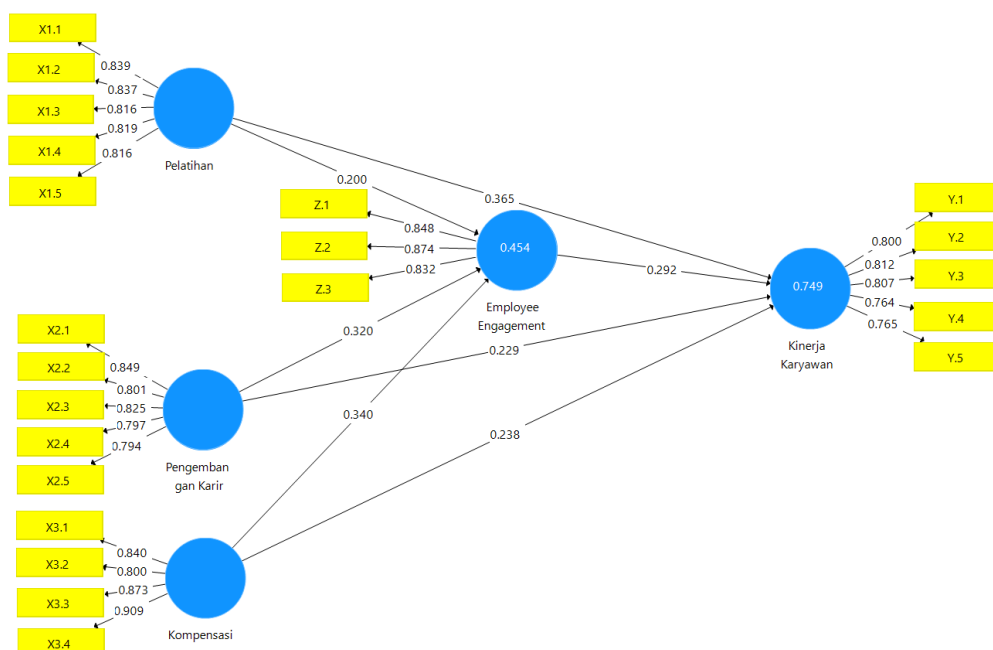 X1.1
0.839
X1.2
0.837
X1.3
0.816
X1.4
0.819
X1.5
0.816
Pelatihan
0.200
0.365
Z.1
0.848
Z.2
0.874
Z.3
0.832
0.454
Employee
Engagement
0.292
0.749
Kinerja
Karyawan
Y.1
0.800
Y.2
0.812
Y.3
0.807
Y.4
0.764
Y.5
0.765
X2.1
0.849
X2.2
0.801
X2.3
0.825
X2.4
0.797
X2.5
0.794
Pengemban
gan Karir
0.320
0.229
0.340
0.238
X3.1
0.840
X3.2
0.800
X3.3
0.873
X3.4
0.909
Kompensasi